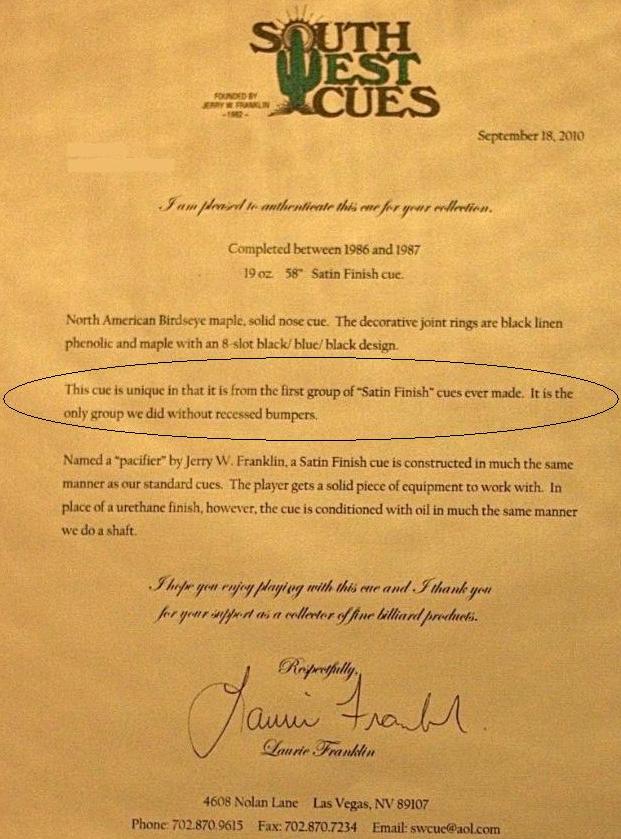 SOUTH
WEST
CUES
FOUNDED BY
JERRY W. FRANKLIN
-1982-
September 18, 2010
I am pleased to authenticate this cue for your collection.
Completed between 1986 and 1987
19 oz. 58" Satin Finish cue.
North American Birdseye maple, solid nose cue. The decorative joint rings are black linen
phenolic and maple with an 8-slot black/ blue/ black design.
This cue is unique in that it is from the first group of "Satin Finish" cues ever made. It is the
only group we did without recessed bumpers.
Named a "pacifier" by Jerry W. Franklin, a Satin Finish cue is constructed in much the same
manner as our standard cues. The player gets a solid piece of equipment to work with. In
place of a urethane finish, however, the cue is conditioned with oil in much the same manner
we do a shaft.
I hope you enjoy playing with this cue and I thank you
for your support as a collector of fine billiard products.
Respectfully,
Laurie Franklin
Laurie Franklin
4608 Nolan Lane Las Vegas, NV 89107
Phone: 702.870.9615 Fax: 702.870.7234 Email: swcue@aol.com